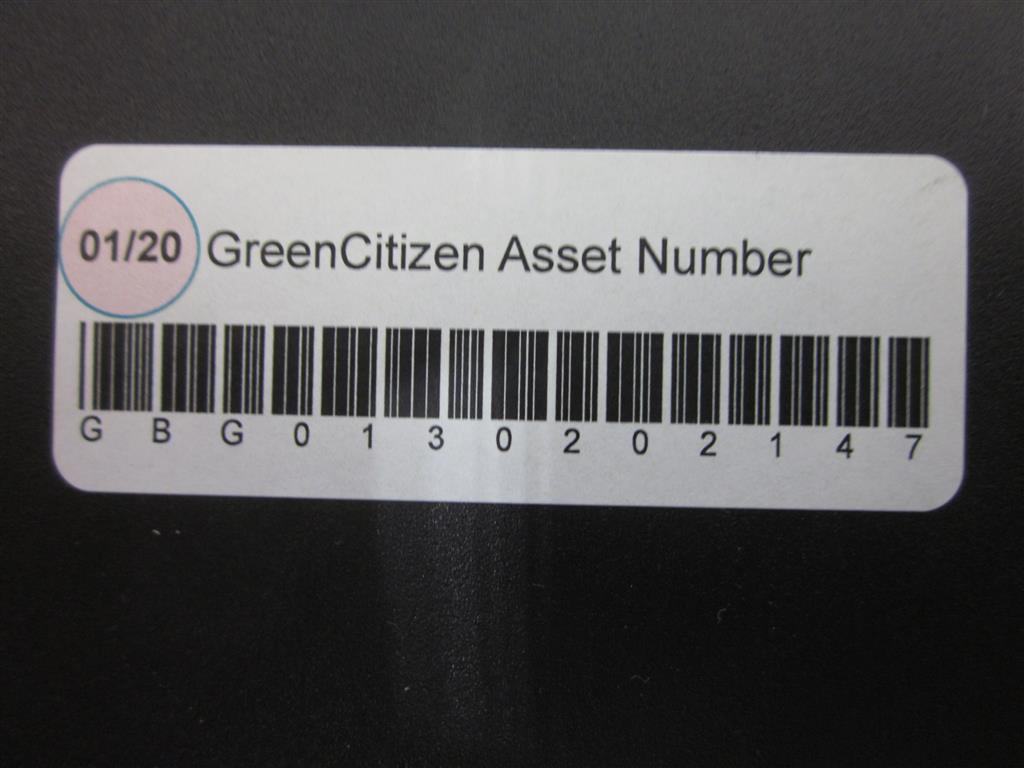 01/20 GreenCitizen Asset Number
G B G 0 1 3 0 2 0 2 1 4 7